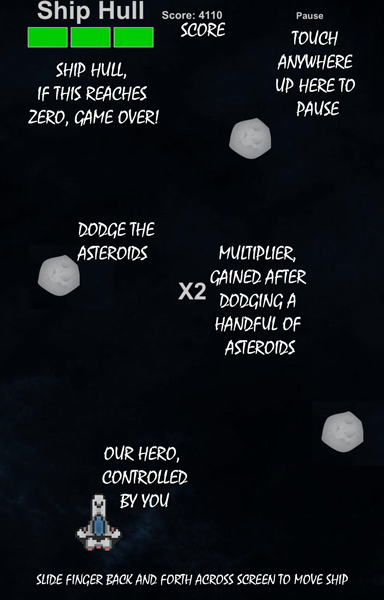 Ship Hull
Score: 4110
Pause
SCORE
TOUCH
ANYWHERE
UP HERE TO
PAUSE
SHIP HULL,
IF THIS REACHES
ZERO, GAME OVER!
DODGE THE
ASTEROIDS
X2
MULTIPLIER,
GAINED AFTER
DODGING A
HANDFUL OF
ASTEROIDS
OUR HERO,
CONTROLLED
BY YOU
SLIDE FINGER BACK AND FORTH ACROSS SCREEN TO MOVE SHIP